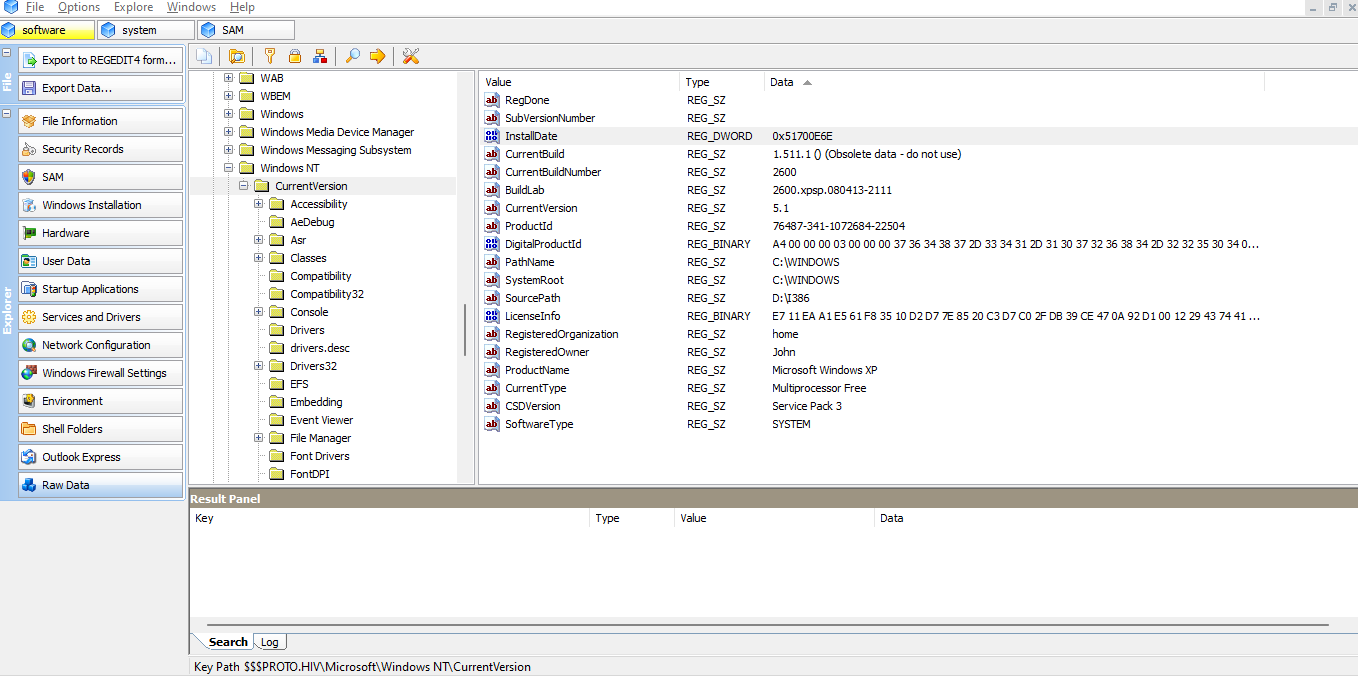 File Options Explore Windows Help
software system SAM
File
Export to REGEDIT4 form...
Export Data...
Explorer
File Information
Security Records
SAM
Windows Installation
Hardware
User Data
Startup Applications
Services and Drivers
Network Configuration
Windows Firewall Settings
Environment
Shell Folders
Outlook Express
Raw Data
WAB
WBEM
Windows
Windows Media Device Manager
Windows Messaging Subsystem
Windows NT
CurrentVersion
Accessibility
AeDebug
Asr
Classes
Compatibility
Compatibility32
Console
Drivers
drivers.desc
Drivers32
EFS
Embedding
Event Viewer
File Manager
Font Drivers
FontDPI
Value Type Data
RegDone REG_SZ
SubVersionNumber REG_SZ
InstallDate REG_DWORD 0x51700E6E
CurrentBuild REG_SZ 1.511.1 () (Obsolete data - do not use)
CurrentBuildNumber REG_SZ 2600
BuildLab REG_SZ 2600.xpsp.080413-2111
CurrentVersion REG_SZ 5.1
ProductId REG_SZ 76487-341-1072684-22504
DigitalProductId REG_BINARY A4 00 00 00 03 00 00 00 37 36 34 38 37 2D 33 34 31 2D 31 30 37 32 36 38 34 2D 32 32 35 30 34 0...
PathName REG_SZ C:\WINDOWS
SystemRoot REG_SZ C:\WINDOWS
SourcePath REG_SZ D:\I386
LicenseInfo REG_BINARY E7 11 EA A1 E5 61 F8 35 10 D2 D7 7E 85 20 C3 D7 C0 2F DB 39 CE 47 0A 92 D1 00 12 29 43 74 41 ...
RegisteredOrganization REG_SZ home
RegisteredOwner REG_SZ John
ProductName REG_SZ Microsoft Windows XP
CurrentType REG_SZ Multiprocessor Free
CSDVersion REG_SZ Service Pack 3
SoftwareType REG_SZ SYSTEM
Result Panel
Key Type Value Data
Search Log
Key Path $$$PROTO.HIV\Microsoft\Windows NT\CurrentVersion